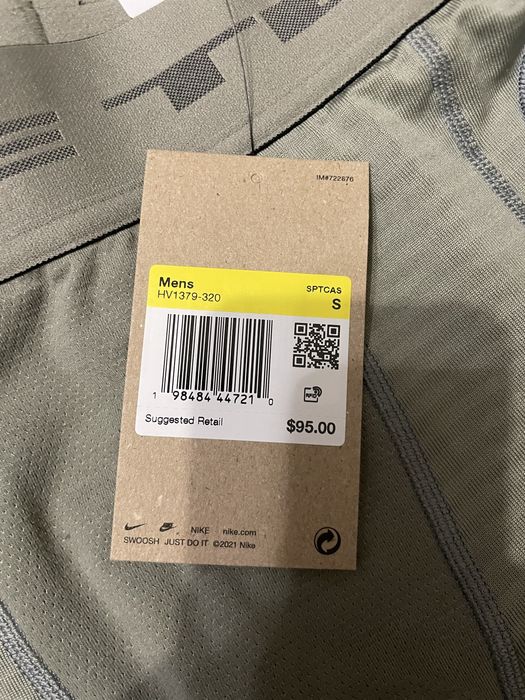 IM#722676
Mens
HV1379-320
SPTCAS
S
1 98484 44721 0
RFID
Suggested Retail
$95.00
NIKE nike.com
SWOOSH JUST DO IT ©2021 Nike